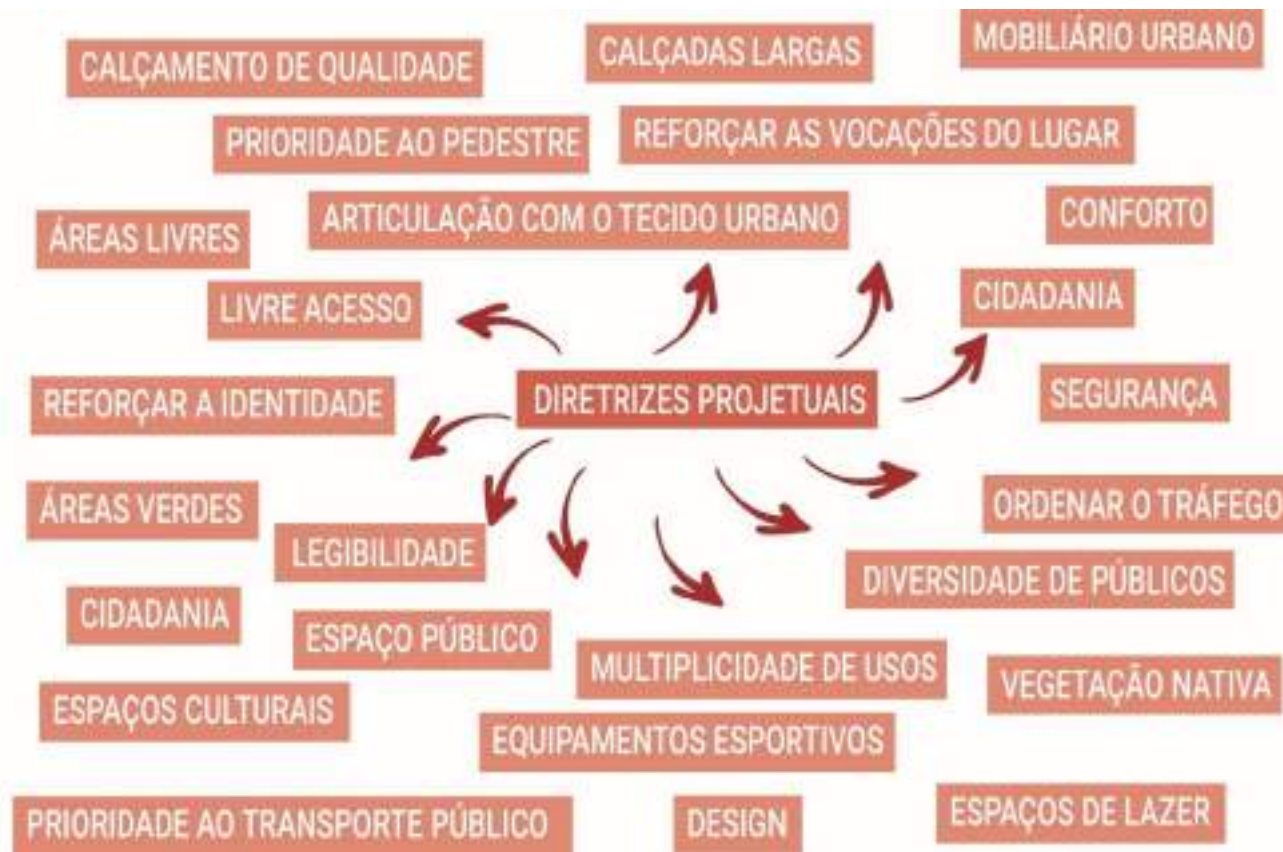 CALÇAMENTO DE QUALIDADE
CALÇADAS LARGAS
MOBILIÁRIO URBANO
PRIORIDADE AO PEDESTRE
REFORÇAR AS VOCAÇÕES DO LUGAR
ÁREAS LIVRES
ARTICULAÇÃO COM O TECIDO URBANO
CONFORTO
LIVRE ACESSO
CIDADANIA
REFORÇAR A IDENTIDADE
DIRETRIZES PROJETUAIS
SEGURANÇA
ÁREAS VERDES
ORDENAR O TRÁFEGO
LEGIBILIDADE
DIVERSIDADE DE PÚBLICOS
CIDADANIA
ESPAÇO PÚBLICO
MULTIPLICIDADE DE USOS
VEGETAÇÃO NATIVA
ESPAÇOS CULTURAIS
EQUIPAMENTOS ESPORTIVOS
PRIORIDADE AO TRANSPORTE PÚBLICO
DESIGN
ESPAÇOS DE LAZER